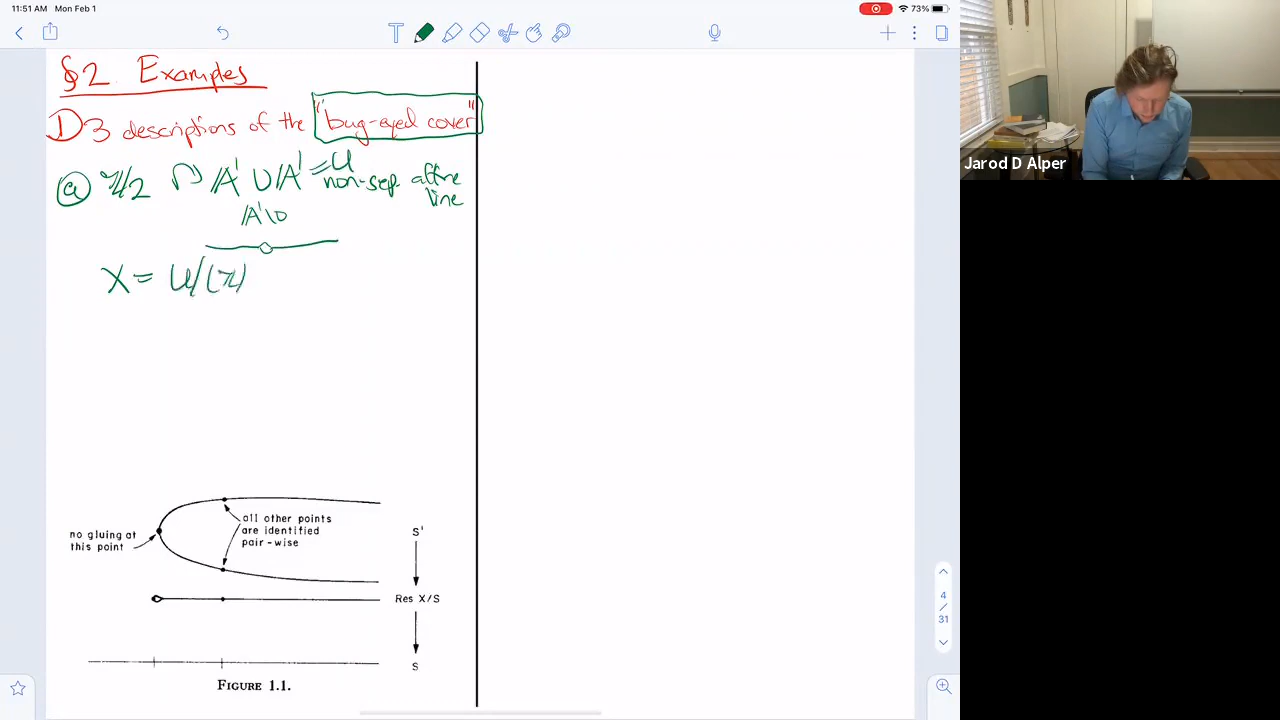 11:51 AM Mon Feb 1
73%
§2. Examples
① 3 descriptions of the "bug-eyed cover"
ⓐ ℤ/2 ↷ 𝔸¹ ∪ 𝔸¹ = U
non-sep. affine line
𝔸¹\0
X = U/(ℤ/
no gluing at this point
all other points are identified pair-wise
S'
Res X/S
S
FIGURE 1.1.
4
/
31
Jarod D Alper